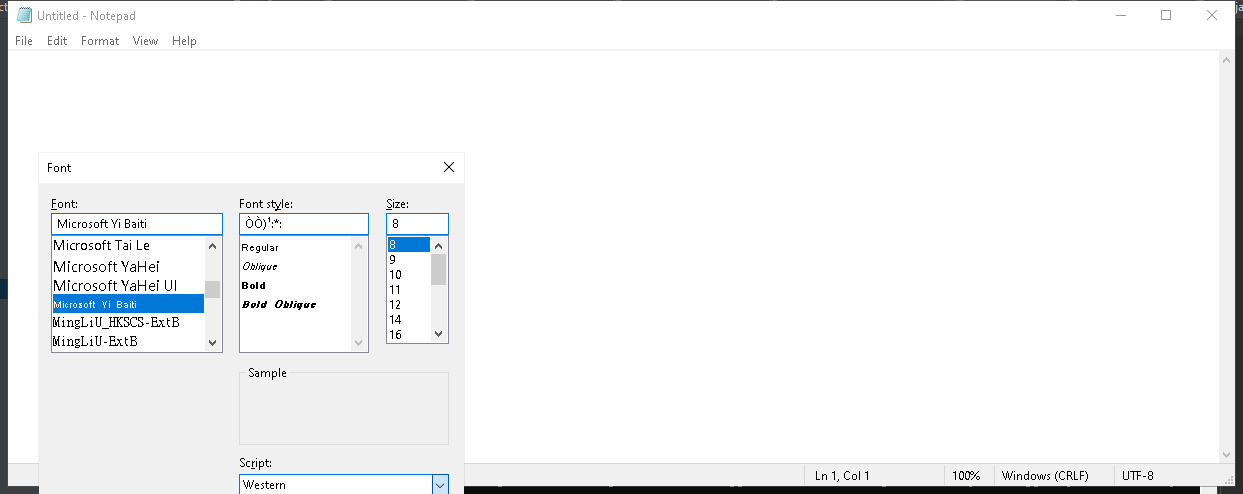 Untitled - Notepad
File Edit Format View Help
Font
Font: Font style: Size:
Microsoft Yi Baiti ÒÒ)¹:*: 8
Microsoft Tai Le
Microsoft YaHei
Microsoft YaHei UI
Microsoft Yi Baiti
MingLiU_HKSCS-ExtB
MingLiU-ExtB
Regular
Oblique
Bold
Bold Oblique
8
9
10
11
12
14
16
Sample
Script:
Western
Ln 1, Col 1 100% Windows (CRLF) UTF-8